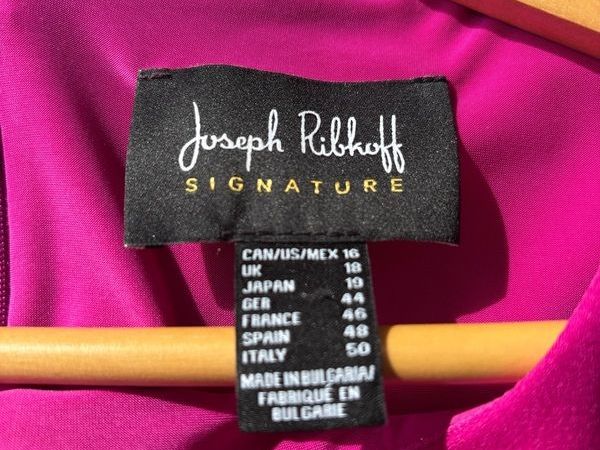 Joseph Ribkoff
SIGNATURE
CAN/US/MEX 16
UK 18
JAPAN 19
GER 44
FRANCE 46
SPAIN 48
ITALY 50
MADE IN BULGARIA/
FABRIQUÉ EN
BULGARIE